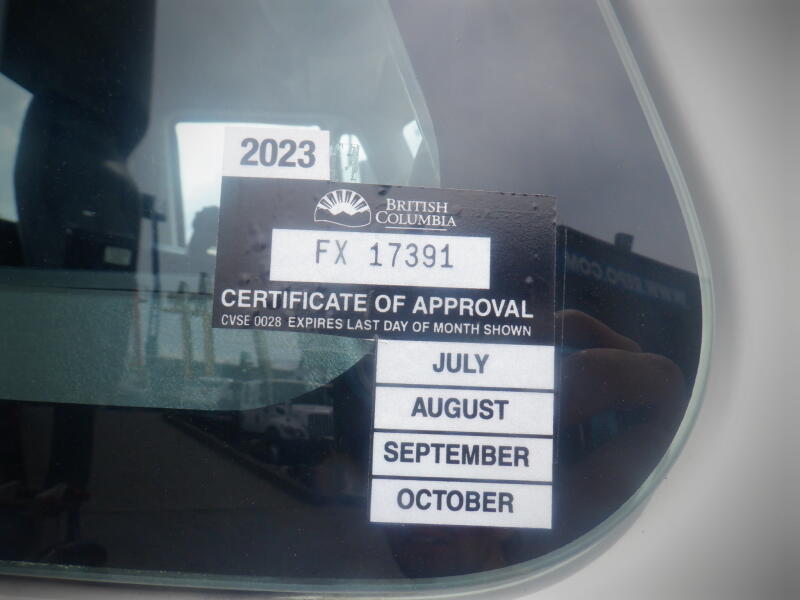 2023
BRITISH
COLUMBIA
FX 17391
CERTIFICATE OF APPROVAL
CVSE 0028 EXPIRES LAST DAY OF MONTH SHOWN
JULY
AUGUST
SEPTEMBER
OCTOBER